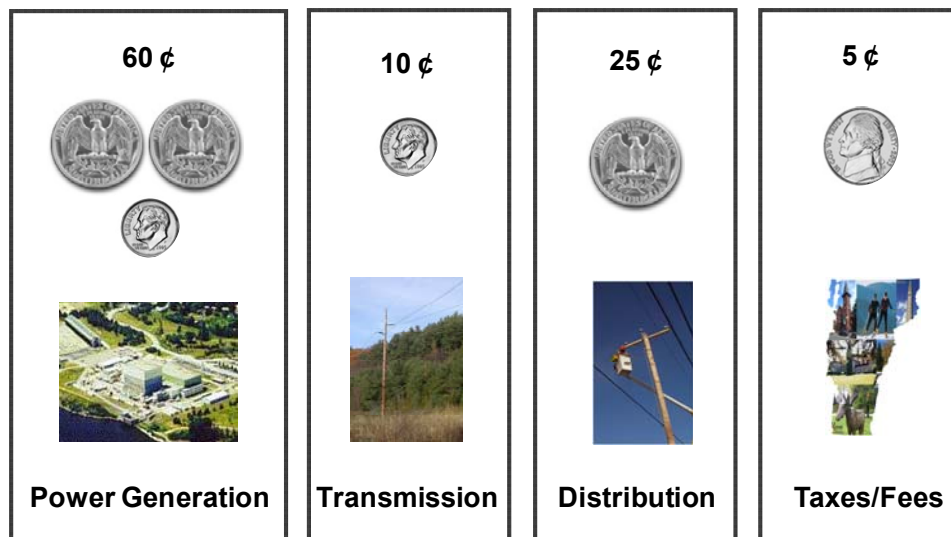 60 ¢
10 ¢
25 ¢
5 ¢
Power Generation
Transmission
Distribution
Taxes/Fees